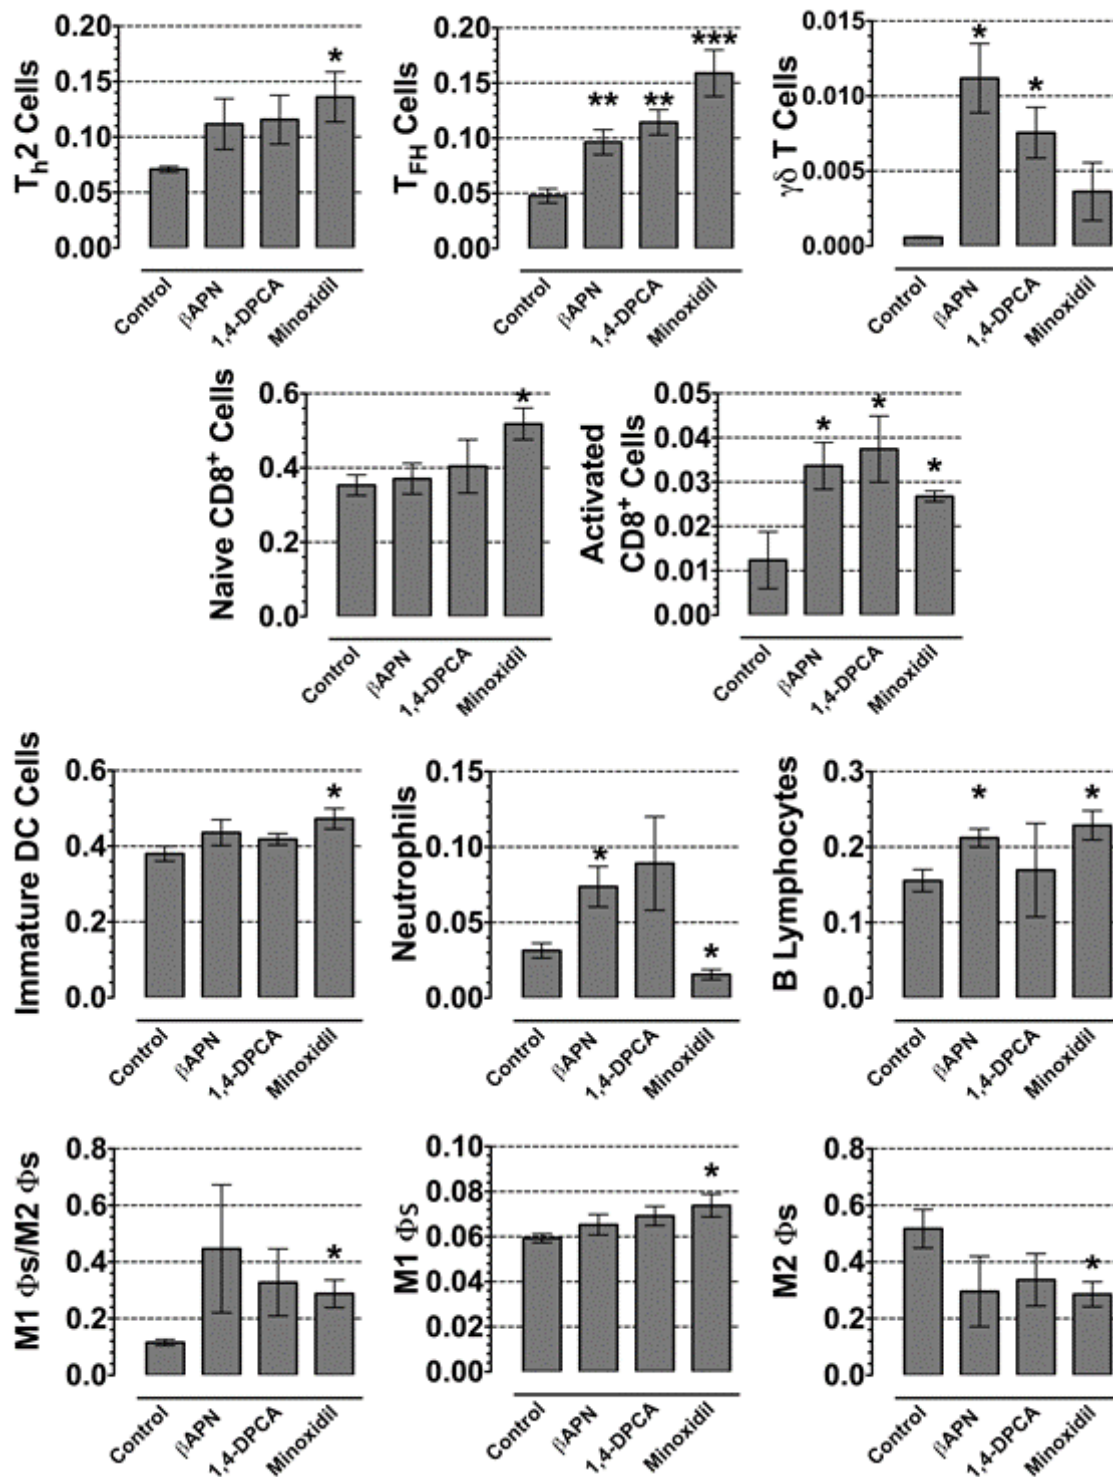 Th2 Cells
0.20
0.15
0.10
0.05
0.00
*
Control
βAPN
1,4-DPCA
Minoxidil
TFH Cells
0.20
0.15
0.10
0.05
0.00
**
**
***
Control
βAPN
1,4-DPCA
Minoxidil
γδ T Cells
0.015
0.010
0.005
0.000
*
*
Control
βAPN
1,4-DPCA
Minoxidil
Naive CD8+ Cells
0.6
0.4
0.2
0.0
*
Control
βAPN
1,4-DPCA
Minoxidil
Activated
CD8+ Cells
0.05
0.04
0.03
0.02
0.01
0.00
*
*
*
Control
βAPN
1,4-DPCA
Minoxidil
Immature DC Cells
0.6
0.4
0.2
0.0
*
Control
βAPN
1,4-DPCA
Minoxidil
Neutrophils
0.15
0.10
0.05
0.00
*
*
Control
βAPN
1,4-DPCA
Minoxidil
B Lymphocytes
0.3
0.2
0.1
0.0
*
*
Control
βAPN
1,4-DPCA
Minoxidil
M1 Φs/M2 Φs
0.8
0.6
0.4
0.2
0.0
*
Control
βAPN
1,4-DPCA
Minoxidil
M1 Φs
0.10
0.08
0.06
0.04
0.02
0.00
*
Control
βAPN
1,4-DPCA
Minoxidil
M2 Φs
0.8
0.6
0.4
0.2
0.0
*
Control
βAPN
1,4-DPCA
Minoxidil